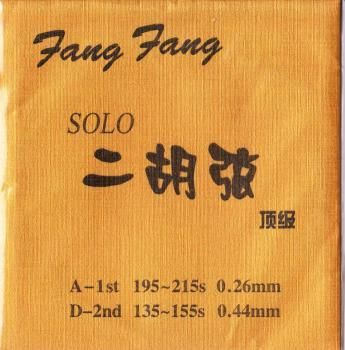 Fang Fang
SOLO
二胡弦
顶级
A-1st 195~215s 0.26mm
D-2nd 135~155s 0.44mm